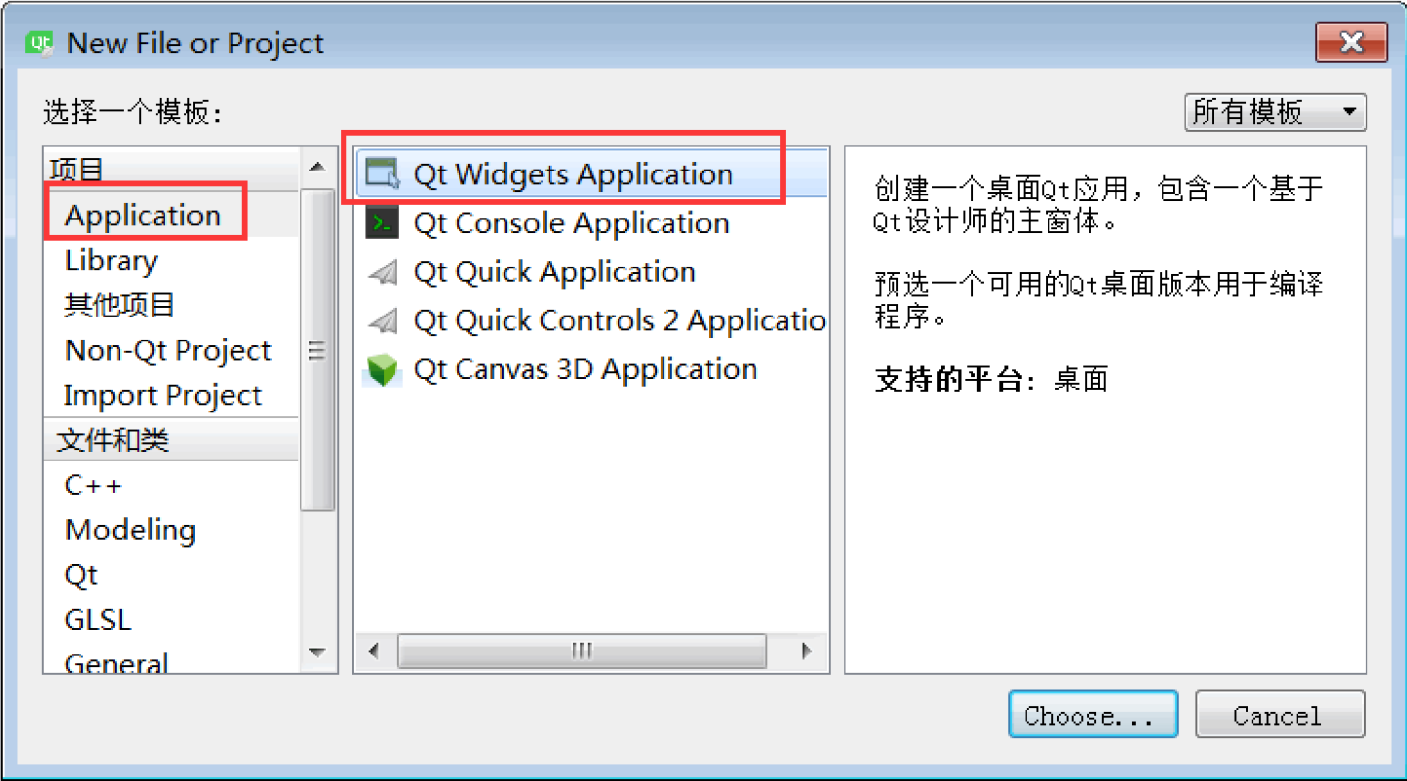 New File or Project
选择一个模板:
所有模板
项目
Application
Library
其他项目
Non-Qt Project
Import Project
文件和类
C++
Modeling
Qt
GLSL
General
Qt Widgets Application
Qt Console Application
Qt Quick Application
Qt Quick Controls 2 Applicatio
Qt Canvas 3D Application
创建一个桌面Qt应用，包含一个基于
Qt设计师的主窗体。
预选一个可用的Qt桌面版本用于编译
程序。
支持的平台: 桌面
Choose...
Cancel